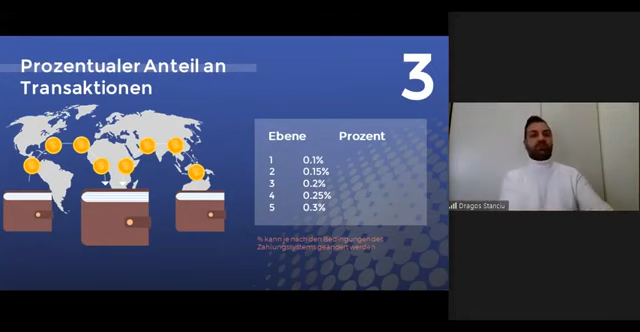 Prozentualer Anteil an
Transaktionen
3
Ebene Prozent
1 0.1%
2 0.15%
3 0.2%
4 0.25%
5 0.3%
% kann je nach den Bedingungen des
Zahlungssystems geändert werden
Dragos Stanciu